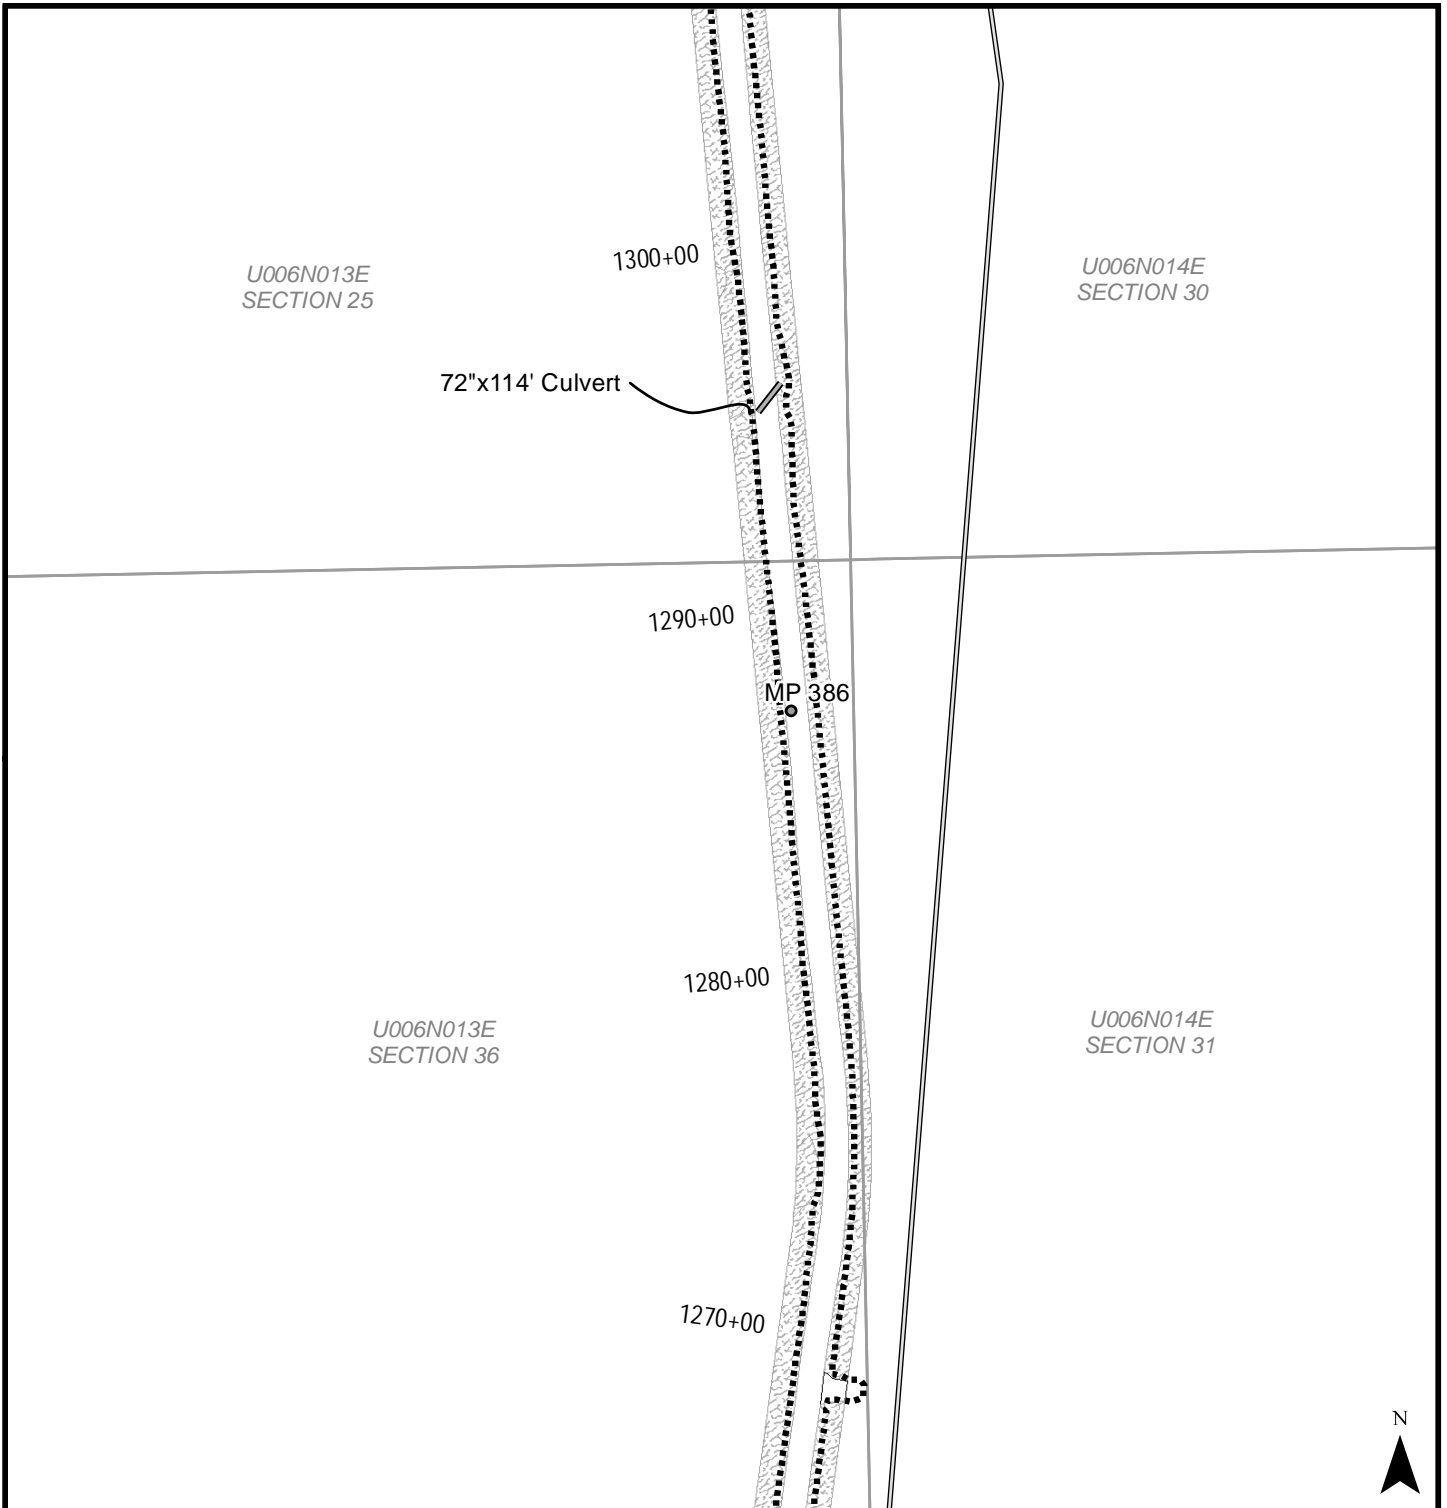 1300+00
U006N013E
SECTION 25
U006N014E
SECTION 30
72"x114' Culvert
1290+00
MP 386
1280+00
U006N013E
SECTION 36
U006N014E
SECTION 31
1270+00
N